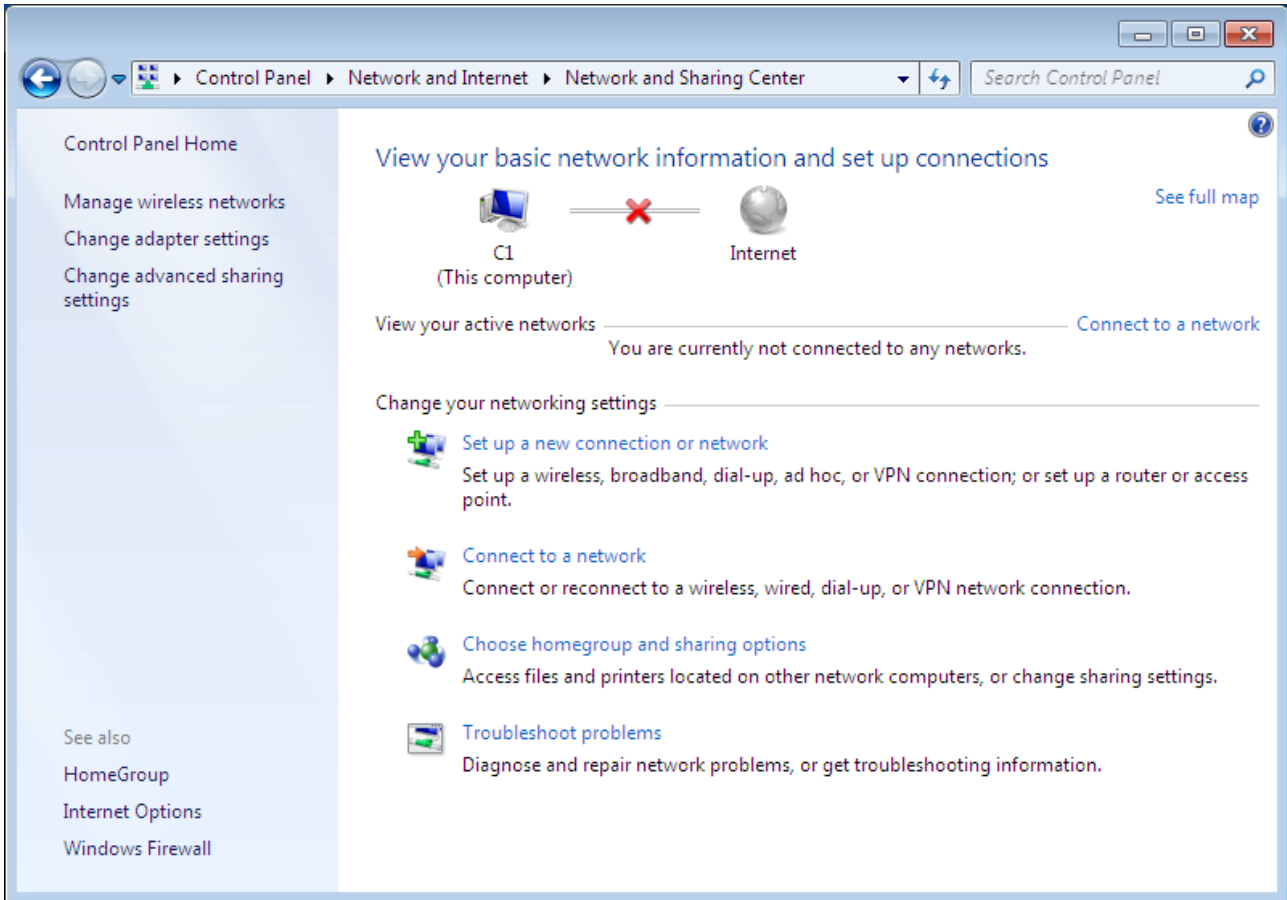 Control Panel ▸ Network and Internet ▸ Network and Sharing Center
Search Control Panel
Control Panel Home
Manage wireless networks
Change adapter settings
Change advanced sharing
settings
See also
HomeGroup
Internet Options
Windows Firewall
View your basic network information and set up connections
See full map
C1
(This computer)
Internet
View your active networks
Connect to a network
You are currently not connected to any networks.
Change your networking settings
Set up a new connection or network
Set up a wireless, broadband, dial-up, ad hoc, or VPN connection; or set up a router or access
point.
Connect to a network
Connect or reconnect to a wireless, wired, dial-up, or VPN network connection.
Choose homegroup and sharing options
Access files and printers located on other network computers, or change sharing settings.
Troubleshoot problems
Diagnose and repair network problems, or get troubleshooting information.